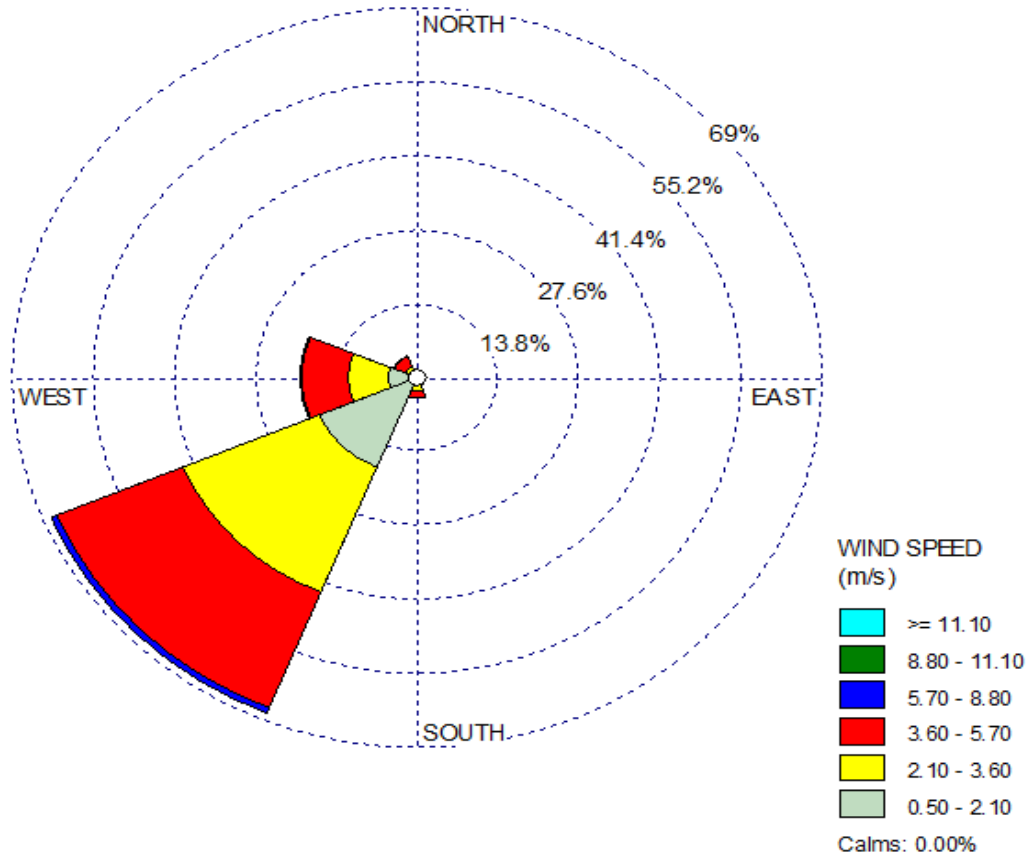 NORTH
69%
55.2%
41.4%
27.6%
13.8%
WEST
EAST
SOUTH
WIND SPEED
(m/s)
>= 11.10
8.80 - 11.10
5.70 - 8.80
3.60 - 5.70
2.10 - 3.60
0.50 - 2.10
Calms: 0.00%